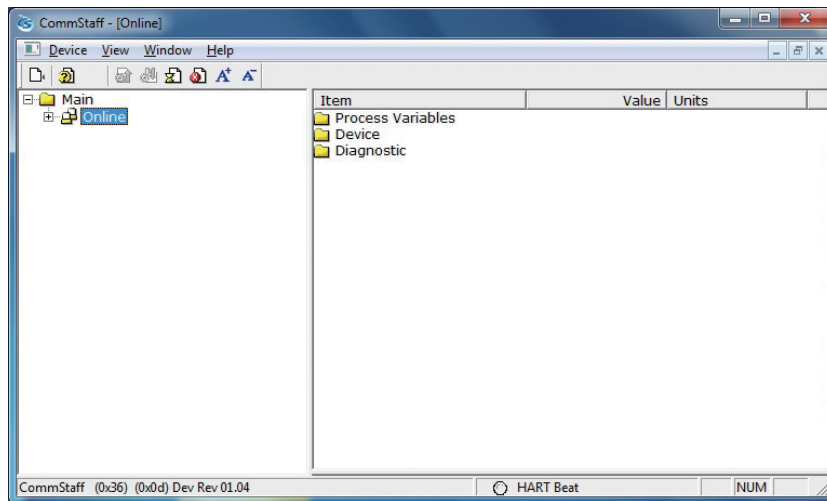 CommStaff - [Online]
Device View Window Help
A+ A-
Main
Online
Item Value Units
Process Variables
Device
Diagnostic
CommStaff (0x36) (0x0d) Dev Rev 01.04 HART Beat NUM